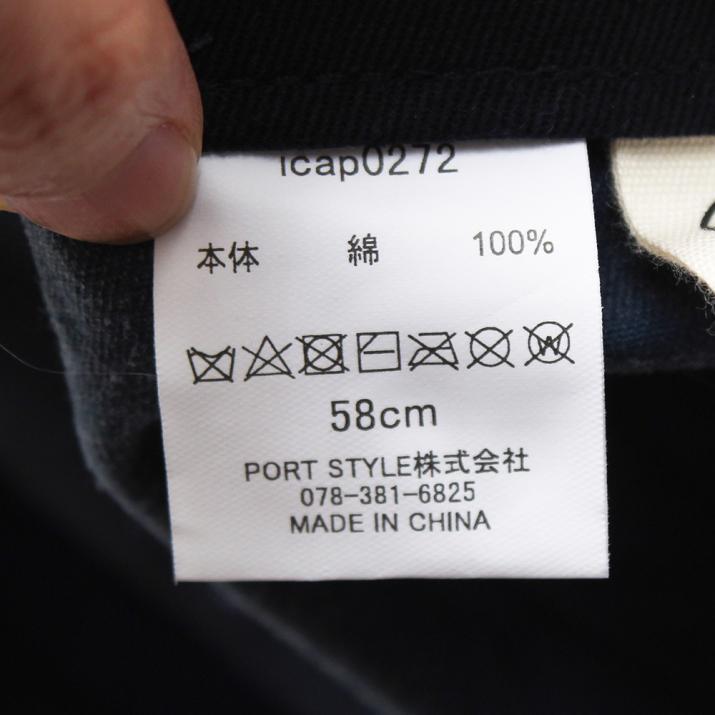 icap0272
本体 綿 100%
W
58cm
PORT STYLE株式会社
078-381-6825
MADE IN CHINA